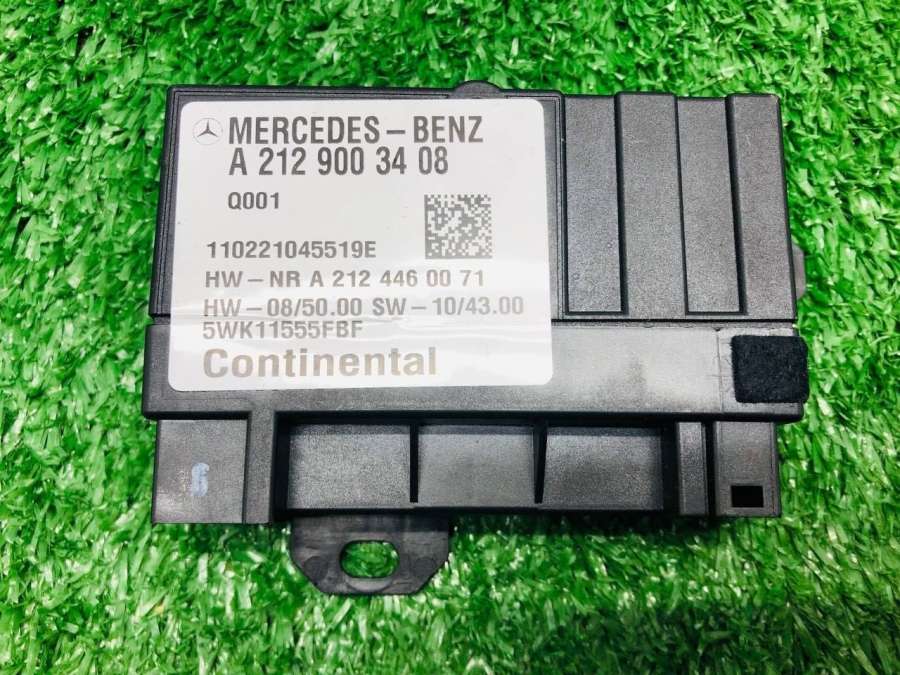 MERCEDES-BENZ
A 212 900 34 08
Q001
110221045519E
HW-NR A 212 446 00 71
HW-08/50.00 SW-10/43.00
5WK11555FBF
Continental